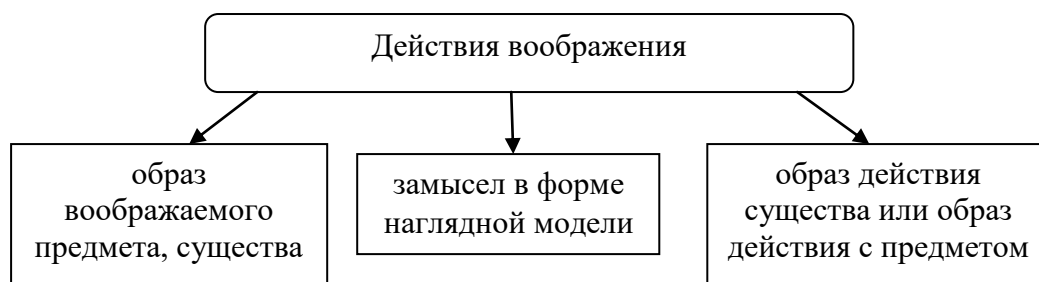 Действия воображения
образ
воображаемого
предмета, существа
замысел в форме
наглядной модели
образ действия
существа или образ
действия с предметом